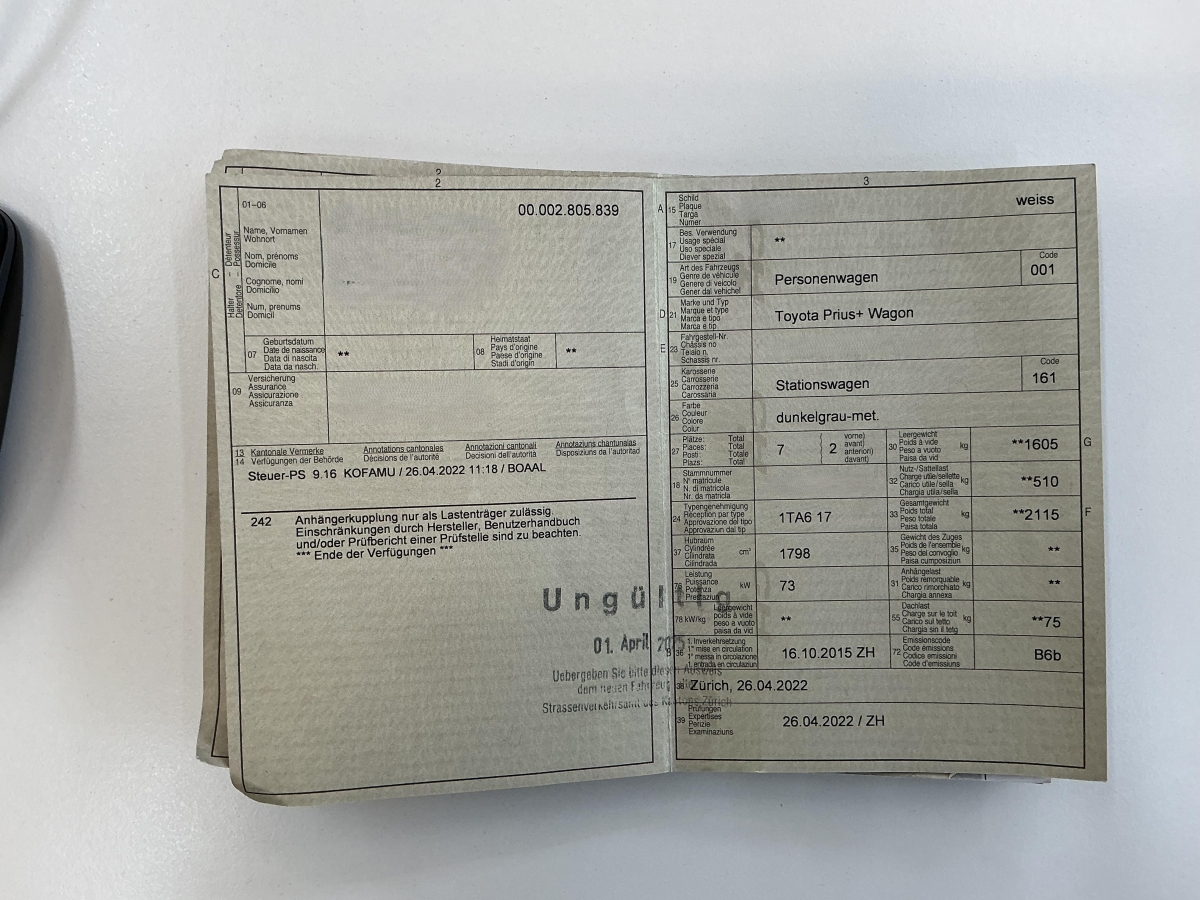 2
2
01–06
00.002.805.839
C
Halter – Détenteur
Detentore – Possessur
Name, Vornamen
Wohnort
Nom, prénoms
Domicile
Cognome, nomi
Domicilio
Num, prenums
Domicil
07
Geburtsdatum
Date de naissance
Data di nascita
Data da nasch.
**
08
Heimatstaat
Pays d'origine
Paese d'origine
Stadi d'origin
**
09
Versicherung
Assurance
Assicurazione
Assicuranza
13 Kantonale Vermerke Annotations cantonales Annotazioni cantonali Annotaziuns chantunalas
14 Verfügungen der Behörde Décisions de l'autorité Decisioni dell'autorità Disposiziuns da l'autoritad
Steuer-PS 9.16 KOFAMU / 26.04.2022 11:18 / BOAAL
242 Anhängerkupplung nur als Lastenträger zulässig.
Einschränkungen durch Hersteller, Benutzerhandbuch
und/oder Prüfbericht einer Prüfstelle sind zu beachten.
*** Ende der Verfügungen ***
Ungültig
01. April
Uebergeben Sie bitte diesen Ausweis
dem neuen
Strassenverkehrsamt des Kantons Zürich
3
A 15
Schild
Plaque
Targa
Numer
weiss
17
Bes. Verwendung
Usage spécial
Uso speciale
Diever spezial
**
19
Art des Fahrzeugs
Genre de véhicule
Genere di veicolo
Gener dal vehichel
Personenwagen
Code
001
D 21
Marke und Typ
Marque et type
Marca e tipo
Marca e tip
Toyota Prius+ Wagon
E 23
Fahrgestell-Nr.
Châssis no
Telaio n.
Schassis nr.
25
Karosserie
Carrosserie
Carrozzeria
Carossaria
Stationswagen
Code
161
26
Farbe
Couleur
Colore
Colur
dunkelgrau-met.
27
Plätze: Total
Places: Total
Posti: Totale
Plazs: Total
7
2
vorne)
avant)
anteriori)
davant)
30
Leergewicht
Poids à vide
Peso a vuoto
Paisa da vid
kg
**1605
G
18
Stammnummer
N° matricule
N. di matricola
Nr. da matricla
32
Nutz-/Sattellast
Charge utile/sellette
Carico utile/sella
Chargia utila/sella
kg
**510
24
Typengenehmigung
Réception par type
Approvazione del tipo
Approvaziun dal tip
1TA6 17
33
Gesamtgewicht
Poids total
Peso totale
Paisa totala
kg
**2115
F
37
Hubraum
Cylindrée
Cilindrata
Cilindrada
cm³
1798
35
Gewicht des Zuges
Poids de l'ensemble
Peso del convoglio
Paisa cumposiziun
kg
**
76
Leistung
Puissance
Potenza
Prestaziun
kW
73
31
Anhängelast
Poids remorquable
Carico rimorchiato
Chargia annexa
kg
**
78 kW/kg
Leergewicht
poids à vide
peso a vuoto
paisa da vid
**
55
Dachlast
Charge sur le toit
Carico sul tetto
Chargia sin il tetg
kg
**75
B 36
1. Inverkehrsetzung
1re mise en circulation
1a messa in circolazione
1. entrada en circulaziun
16.10.2015 ZH
72
Emissionscode
Code émissions
Codice emissioni
Code d'emissiuns
B6b
38 Zürich, 26.04.2022
39
Prüfungen
Expertises
Perizie
Examinaziuns
26.04.2022 / ZH